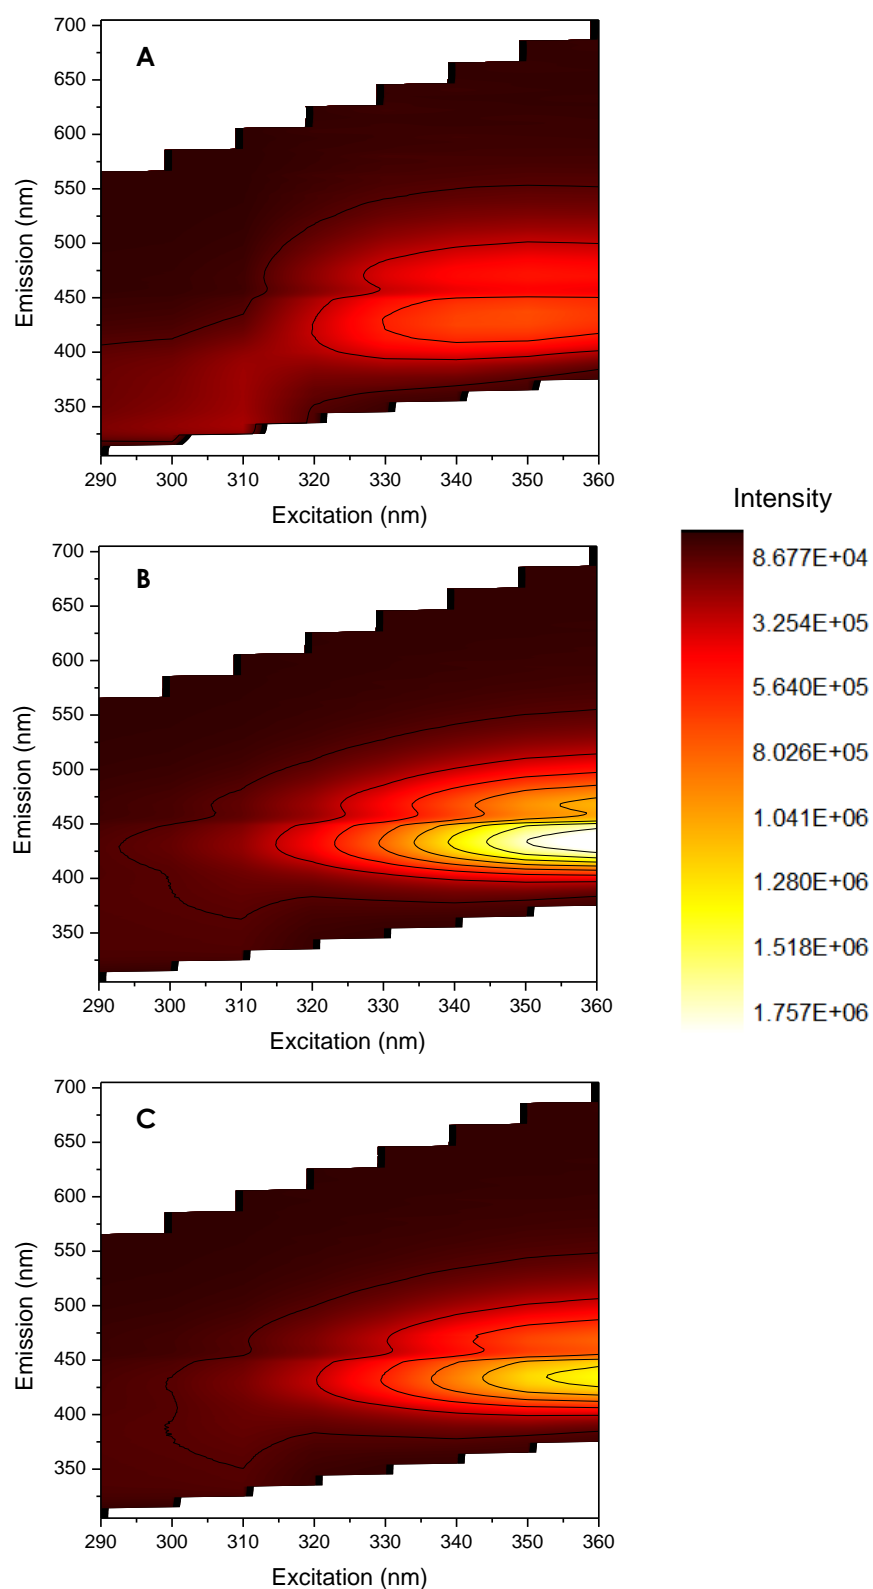 A
700
650
600
550
500
450
400
350
Emission (nm)
290 300 310 320 330 340 350 360
Excitation (nm)
Intensity
8.677E+04
3.254E+05
5.640E+05
8.026E+05
1.041E+06
1.280E+06
1.518E+06
1.757E+06
B
700
650
600
550
500
450
400
350
Emission (nm)
290 300 310 320 330 340 350 360
Excitation (nm)
C
700
650
600
550
500
450
400
350
Emission (nm)
290 300 310 320 330 340 350 360
Excitation (nm)